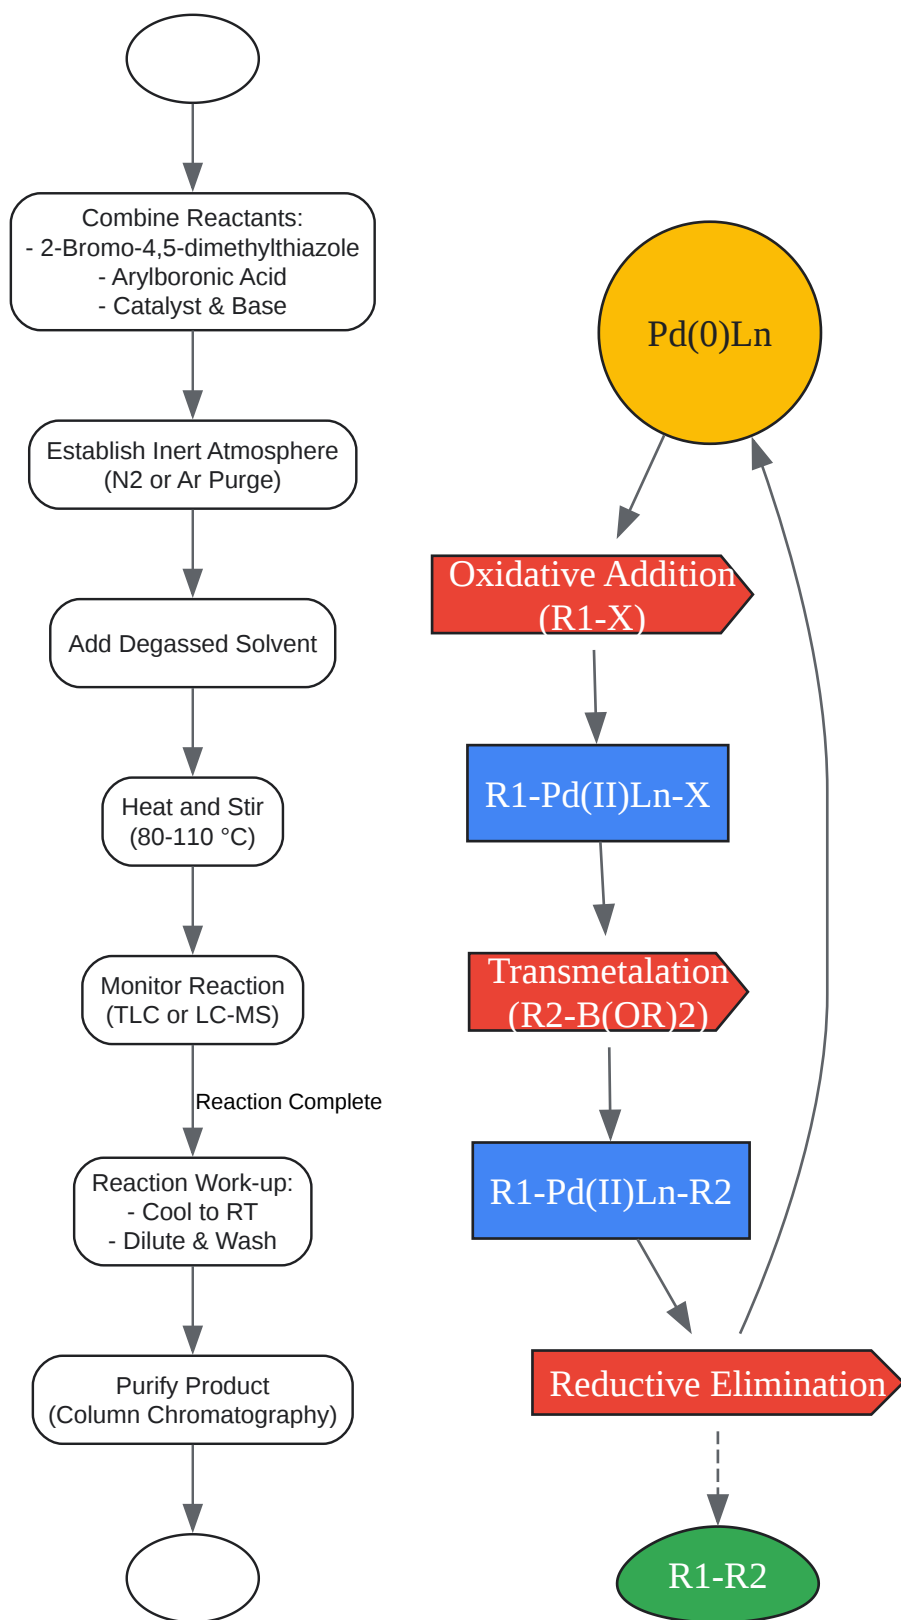 Combine Reactants:
- 2-Bromo-4,5-dimethylthiazole
- Arylboronic Acid
- Catalyst & Base
Establish Inert Atmosphere
(N2 or Ar Purge)
Add Degassed Solvent
Heat and Stir
(80-110 °C)
Monitor Reaction
(TLC or LC-MS)
Reaction Complete
Reaction Work-up:
- Cool to RT
- Dilute & Wash
Purify Product
(Column Chromatography)
Pd(0)Ln
Oxidative Addition
(R1-X)
R1-Pd(II)Ln-X
Transmetalation
(R2-B(OR)2)
R1-Pd(II)Ln-R2
Reductive Elimination
R1-R2